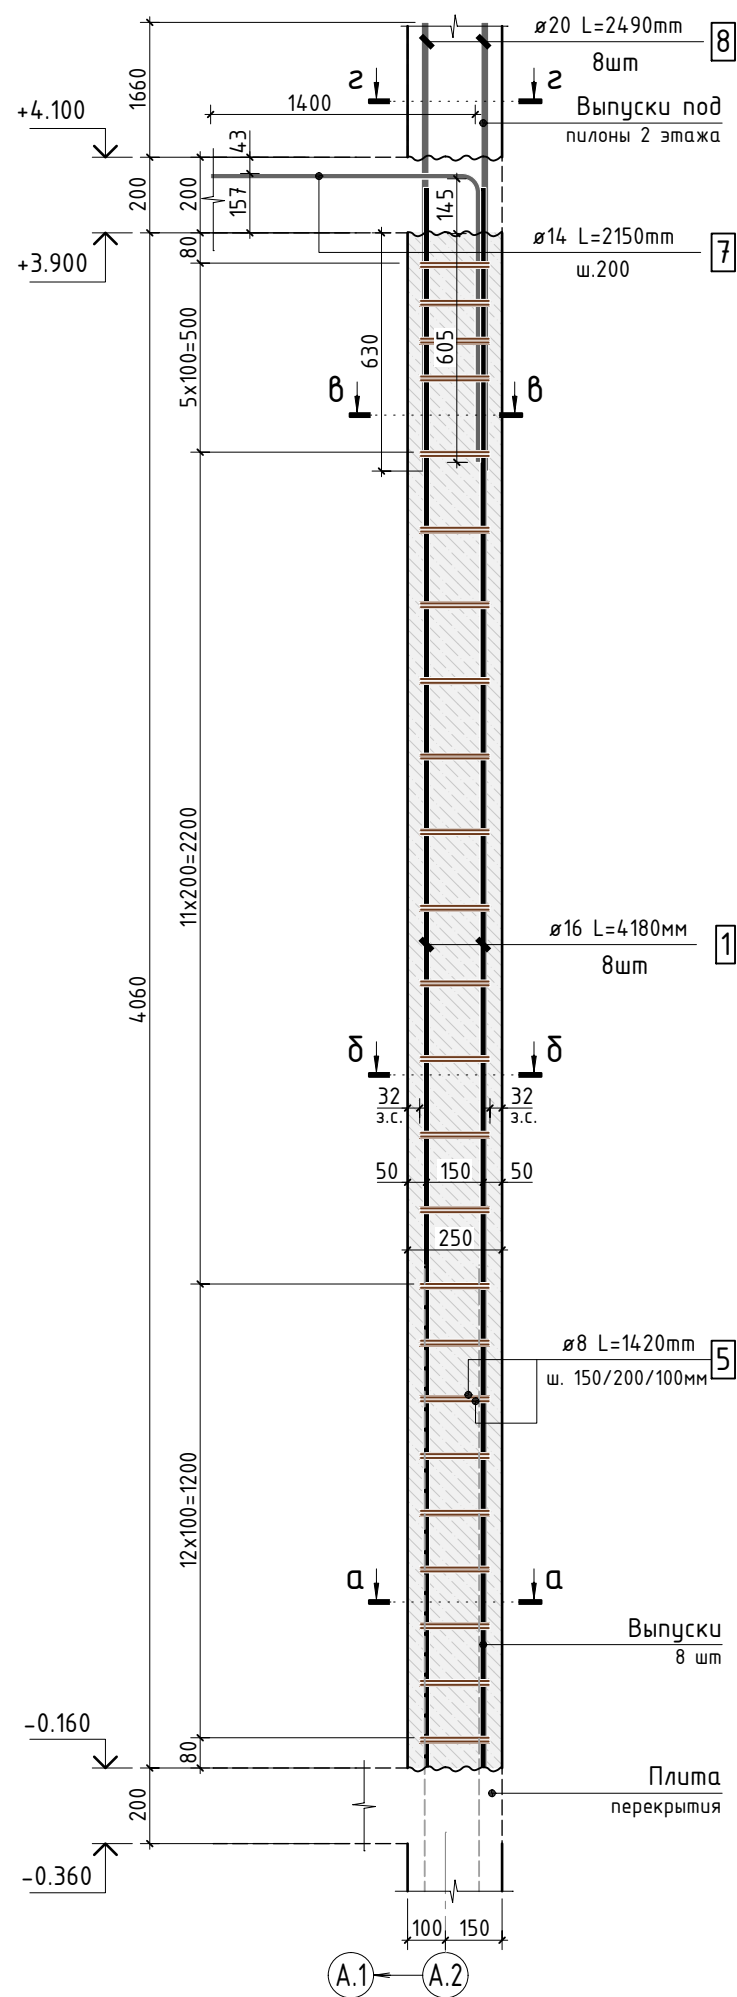 ø20 L=2490mm
8
8шт
1660
г
г
1400
Выпуски под
пилоны 2 этажа
+4.100
43
200
200
157
145
ø14 L=2150mm
7
ш.200
+3.900
80
5x100=500
630
605
в
в
11x200=2200
ø16 L=4180мм
1
8шт
4060
б
б
32
з.с.
32
з.с.
50
150
50
250
ø8 L=1420mm
5
ш. 150/200/100мм
12x100=1200
а
а
Выпуски
8 шт
-0.160
80
Плита
перекрытия
200
-0.360
100
150
А.1
А.2